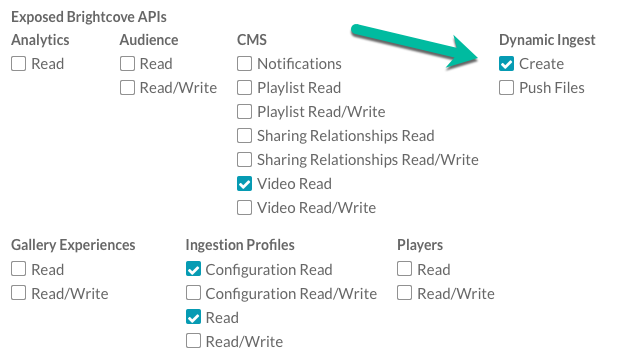 Exposed Brightcove APIs
Analytics
Read
Audience
Read
Read/Write
CMS
Notifications
Playlist Read
Playlist Read/Write
Sharing Relationships Read
Sharing Relationships Read/Write
Video Read
Video Read/Write
Dynamic Ingest
Create
Push Files
Gallery Experiences
Read
Read/Write
Ingestion Profiles
Configuration Read
Configuration Read/Write
Read
Read/Write
Players
Read
Read/Write